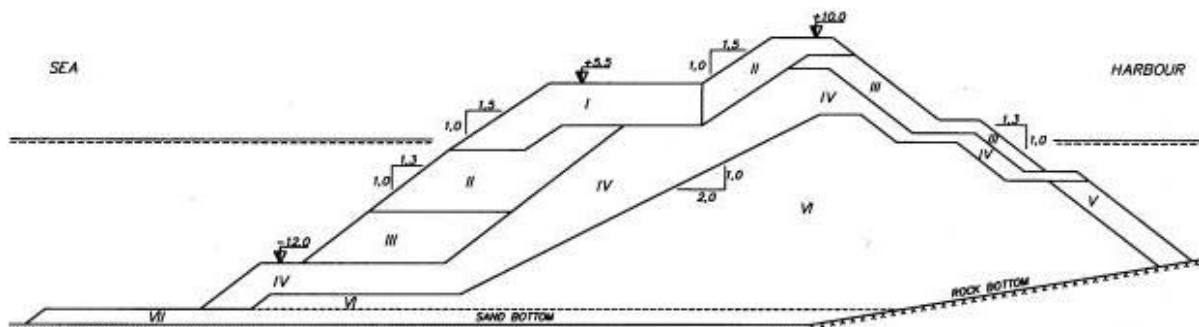 +10.0
1,5
1,0
II
SEA
+5.5
HARBOUR
1,5
1,0
I
III
IV
1,3
1,0
III
1,3
1,0
II
IV
IV
1,0
2,0
V
VI
-12.0
III
IV
VI
ROCK BOTTOM
VII
SAND BOTTOM